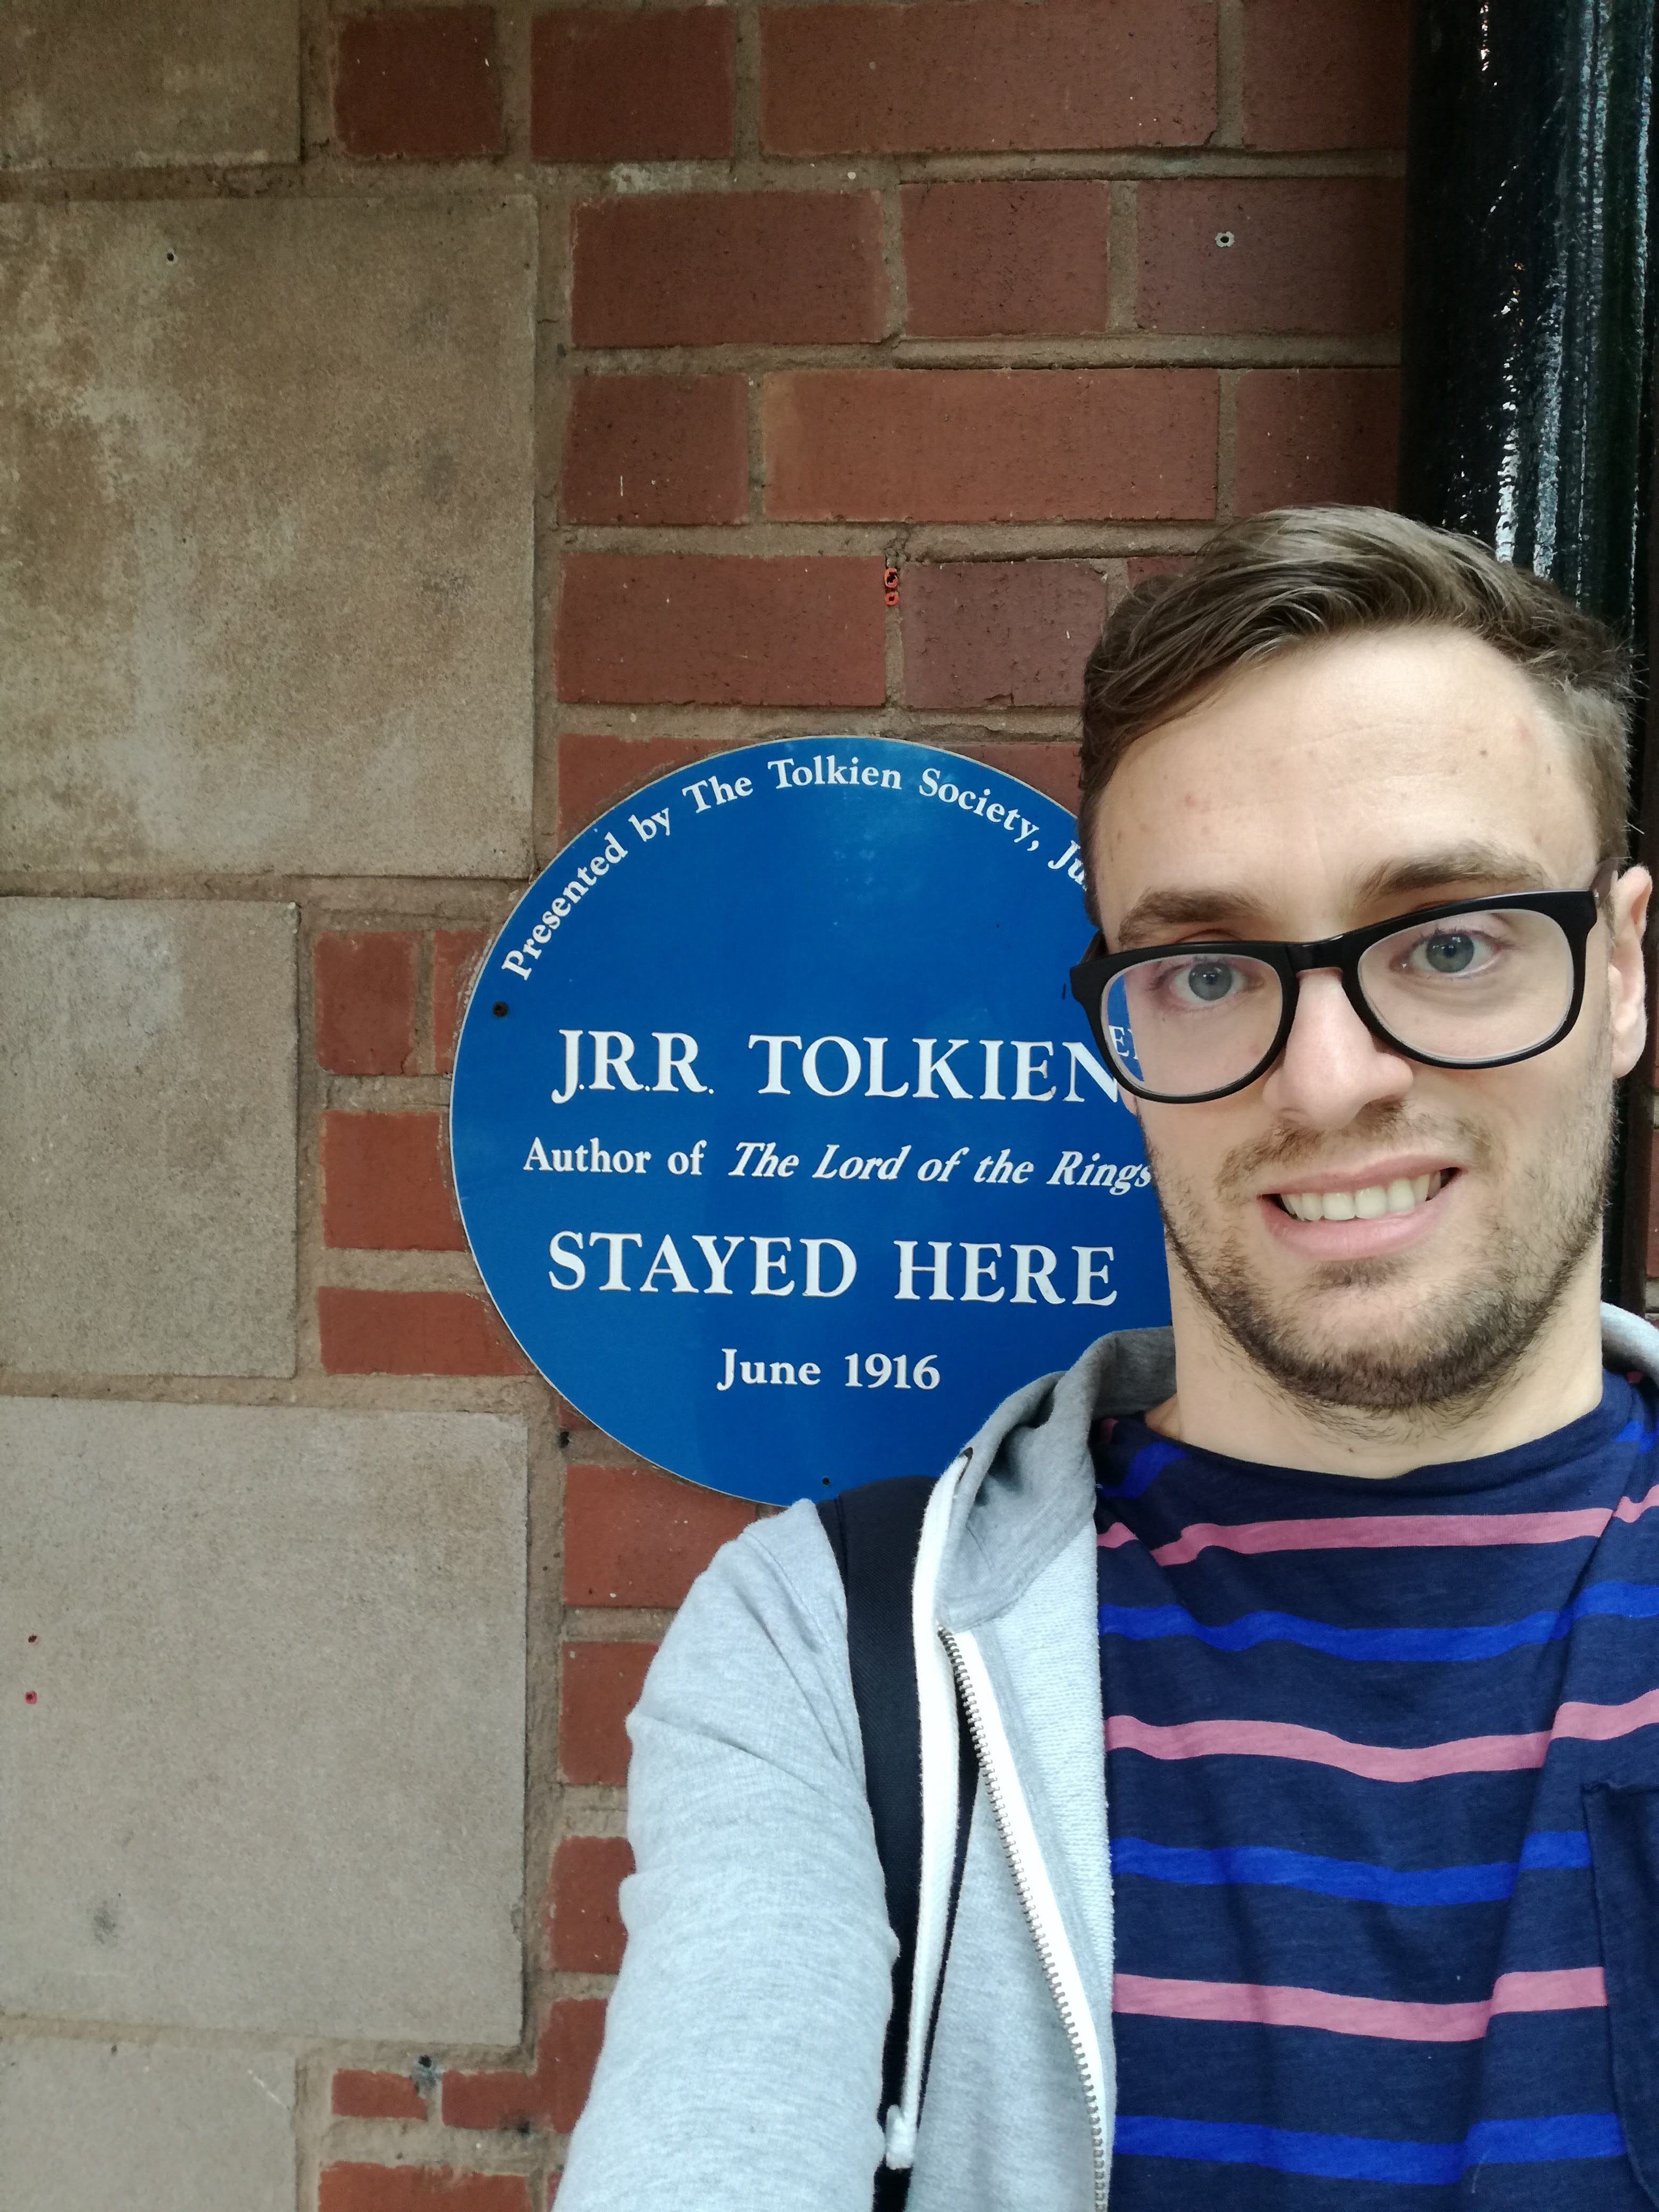 Presented by The Tolkien Society,
J.R.R. TOLKIEN
Author of The Lord of the Rings
STAYED HERE
June 1916